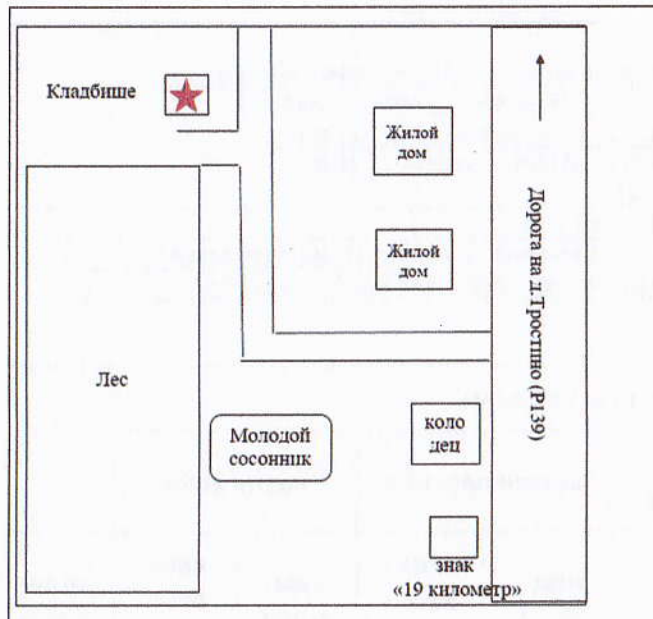 Кладбише
Жилой
дом
Жилой
дом
Дорога на д.Тростино (Р139)
Лес
Молодой
сосонник
коло
дец
знак
«19 километр»